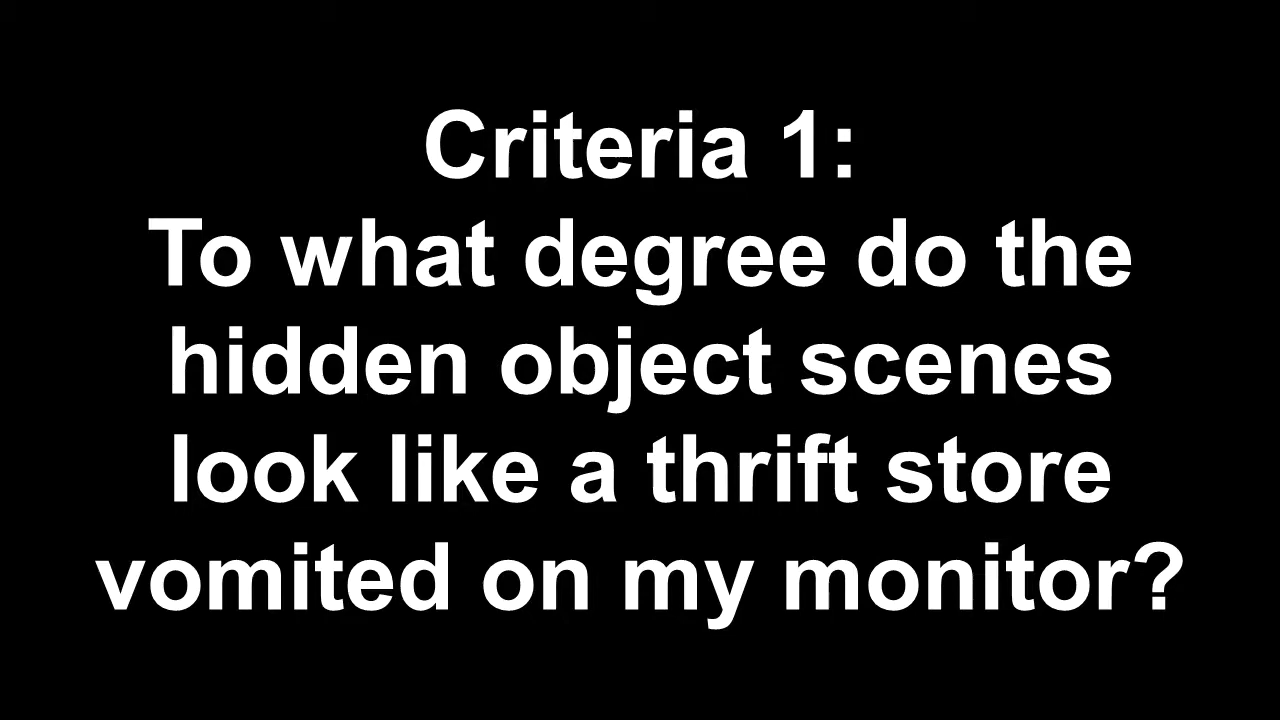 Criteria 1:
To what degree do the
hidden object scenes
look like a thrift store
vomited on my monitor?